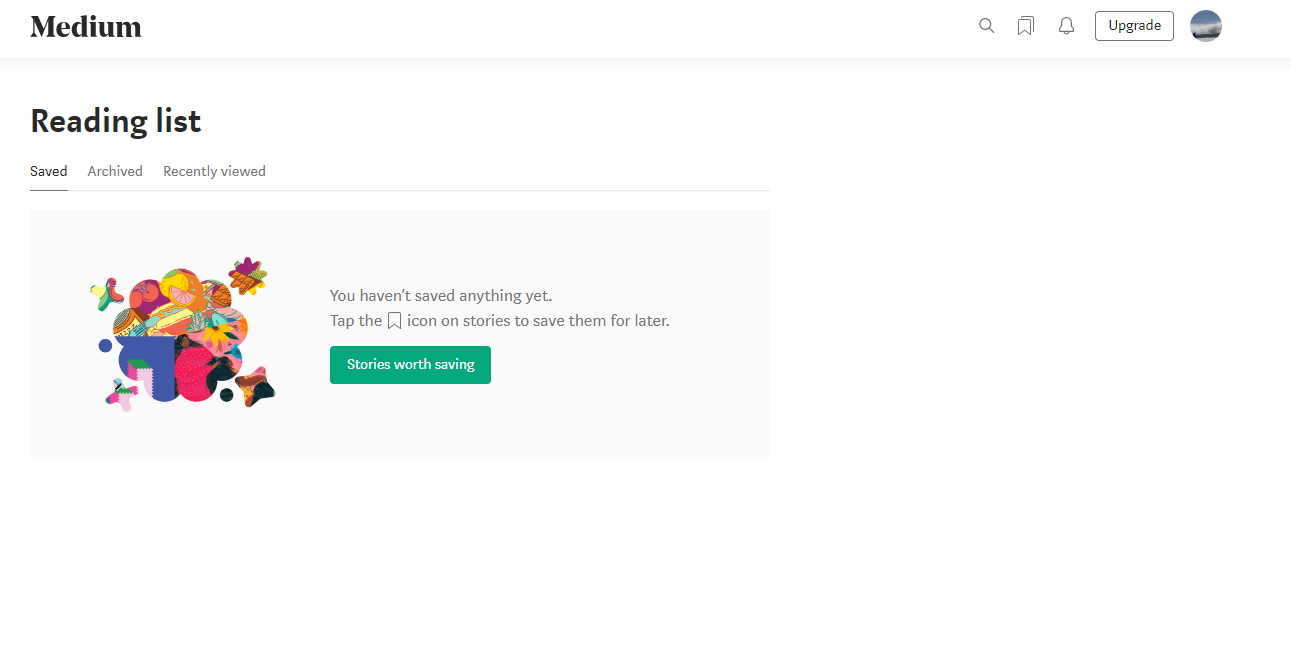 Medium
Upgrade
Reading list
Saved Archived Recently viewed
You haven’t saved anything yet.
Tap the icon on stories to save them for later.
Stories worth saving